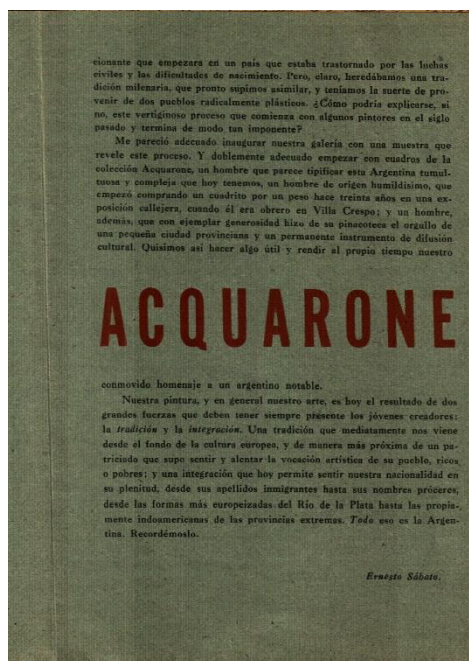 cionante que empezara en un país que estaba trastornado por las luchas
civiles y las dificultades de nacimiento. Pero, claro, heredábamos una tra-
dición milenaria, que pronto supimos asimilar, y teníamos la suerte de pro-
venir de dos pueblos radicalmente plásticos. ¿Cómo podría explicarse, si
no, este vertiginoso proceso que comienza con algunos pintores en el siglo
pasado y termina de modo tan imponente?
Me pareció adecuado inaugurar nuestra galería con una muestra que
revele este proceso. Y doblemente adecuado empezar con cuadros de la
colección Acquarone, un hombre que parece tipificar esta Argentina tumul-
tuosa y compleja que hoy tenemos, un hombre de origen humildísimo, que
empezó comprando un cuadrito por un peso hace treinta años en una ex-
posición callejera, cuando él era obrero en Villa Crespo; y un hombre,
además, que con ejemplar generosidad hizo de su pinacoteca el orgullo de
una pequeña ciudad provinciana y un permanente instrumento de difusión
cultural. Quisimos así hacer algo útil y rendir al propio tiempo nuestro
ACQUARONE
conmovido homenaje a un argentino notable.
Nuestra pintura, y en general nuestro arte, es hoy el resultado de dos
grandes fuerzas que deben tener siempre presente los jóvenes creadores:
la tradición y la integración. Una tradición que mediatamente nos viene
desde el fondo de la cultura europea, y de manera más próxima de un pa-
triciado que supo sentir y alentar la vocación artística de su pueblo, ricos
o pobres; y una integración que hoy permite sentir nuestra nacionalidad en
su plenitud, desde sus apellidos inmigrantes hasta sus nombres próceres,
desde las formas más europeizadas del Río de la Plata hasta las propia-
mente indoamericanas de las provincias extremas. Todo eso es la Argen-
tina. Recordémoslo.
Ernesto Sábato.